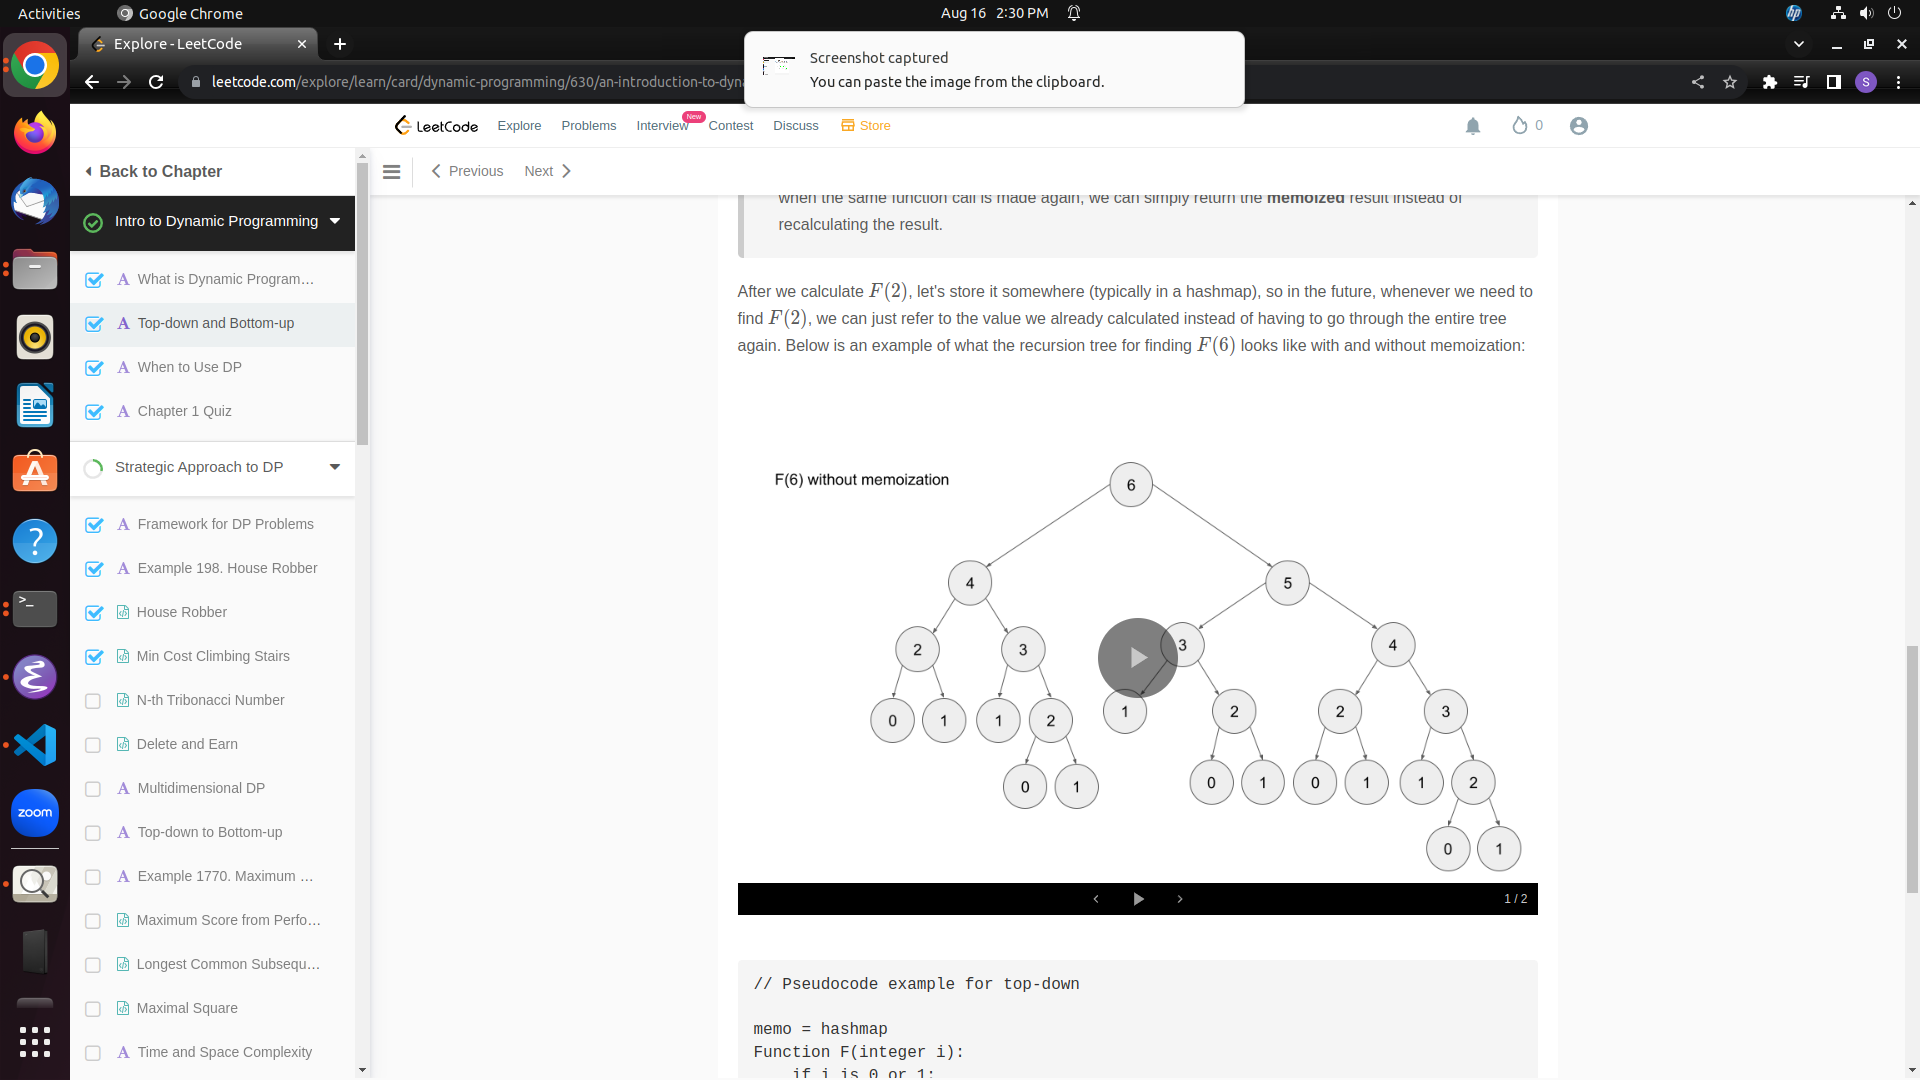 Activities
Google Chrome
Aug 16 2:30 PM
Explore - LeetCode
leetcode.com/explore/learn/card/dynamic-programming/630/an-introduction-to-dyna
Screenshot captured
You can paste the image from the clipboard.
S
LeetCode
Explore
Problems
Interview
New
Contest
Discuss
Store
0
Back to Chapter
Previous
Next
Intro to Dynamic Programming
A What is Dynamic Program...
A Top-down and Bottom-up
A When to Use DP
A Chapter 1 Quiz
Strategic Approach to DP
A Framework for DP Problems
A Example 198. House Robber
House Robber
Min Cost Climbing Stairs
N-th Tribonacci Number
Delete and Earn
A Multidimensional DP
A Top-down to Bottom-up
A Example 1770. Maximum ...
Maximum Score from Perfo...
Longest Common Subsequ...
Maximal Square
A Time and Space Complexity
when the same function call is made again, we can simply return the memoized result instead of
recalculating the result.
After we calculate F(2), let's store it somewhere (typically in a hashmap), so in the future, whenever we need to
find F(2), we can just refer to the value we already calculated instead of having to go through the entire tree
again. Below is an example of what the recursion tree for finding F(6) looks like with and without memoization:
F(6) without memoization
6
4 5
2 3 3 4
0 1 1 2 1 2 2 3
0 1 0 1 0 1 1 2
0 1
1 / 2
// Pseudocode example for top-down
memo = hashmap
Function F(integer i):
if i is 0 or 1:
hp
>_
?
zoom